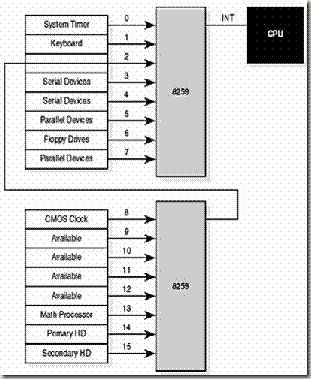 System Timer 0 INT CPU
Keyboard 1
2
Serial Devices 3
Serial Devices 4 8259
Parallel Devices 5
Floppy Drives 6
Parallel Devices 7
CMOS Clock 8
Available 9
Available 10
Available 11
Available 12 8259
Math Processor 13
Primary HD 14
Secondary HD 15